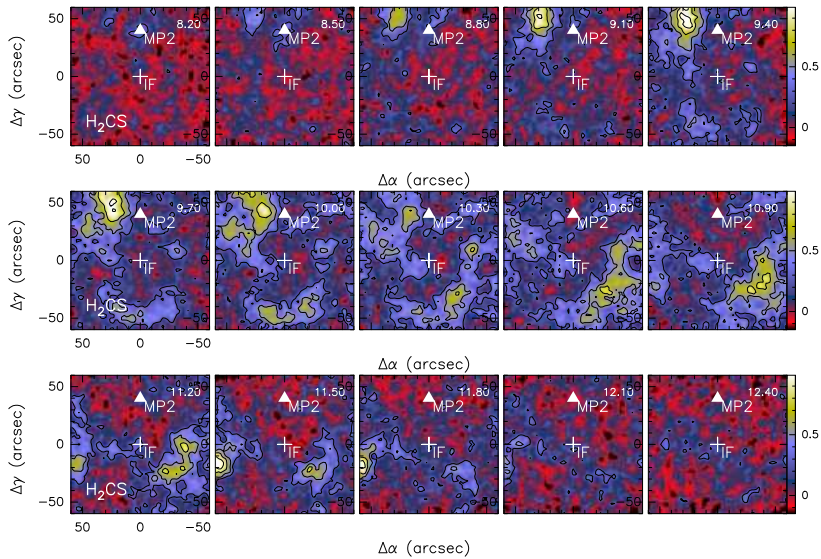 50
0
−50
Δγ (arcsec)
8.20
MP2
IF
H2CS
8.50
MP2
IF
8.80
MP2
IF
9.10
MP2
IF
9.40
MP2
IF
0.5
0
50 0 −50
Δα (arcsec)
50
0
−50
Δγ (arcsec)
9.70
MP2
IF
H2CS
10.00
MP2
IF
10.30
MP2
IF
10.60
MP2
IF
10.90
MP2
IF
0.5
0
50 0 −50
Δα (arcsec)
50
0
−50
Δγ (arcsec)
11.20
MP2
IF
H2CS
11.50
MP2
IF
11.80
MP2
IF
12.10
MP2
IF
12.40
MP2
IF
0.5
0
50 0 −50
Δα (arcsec)